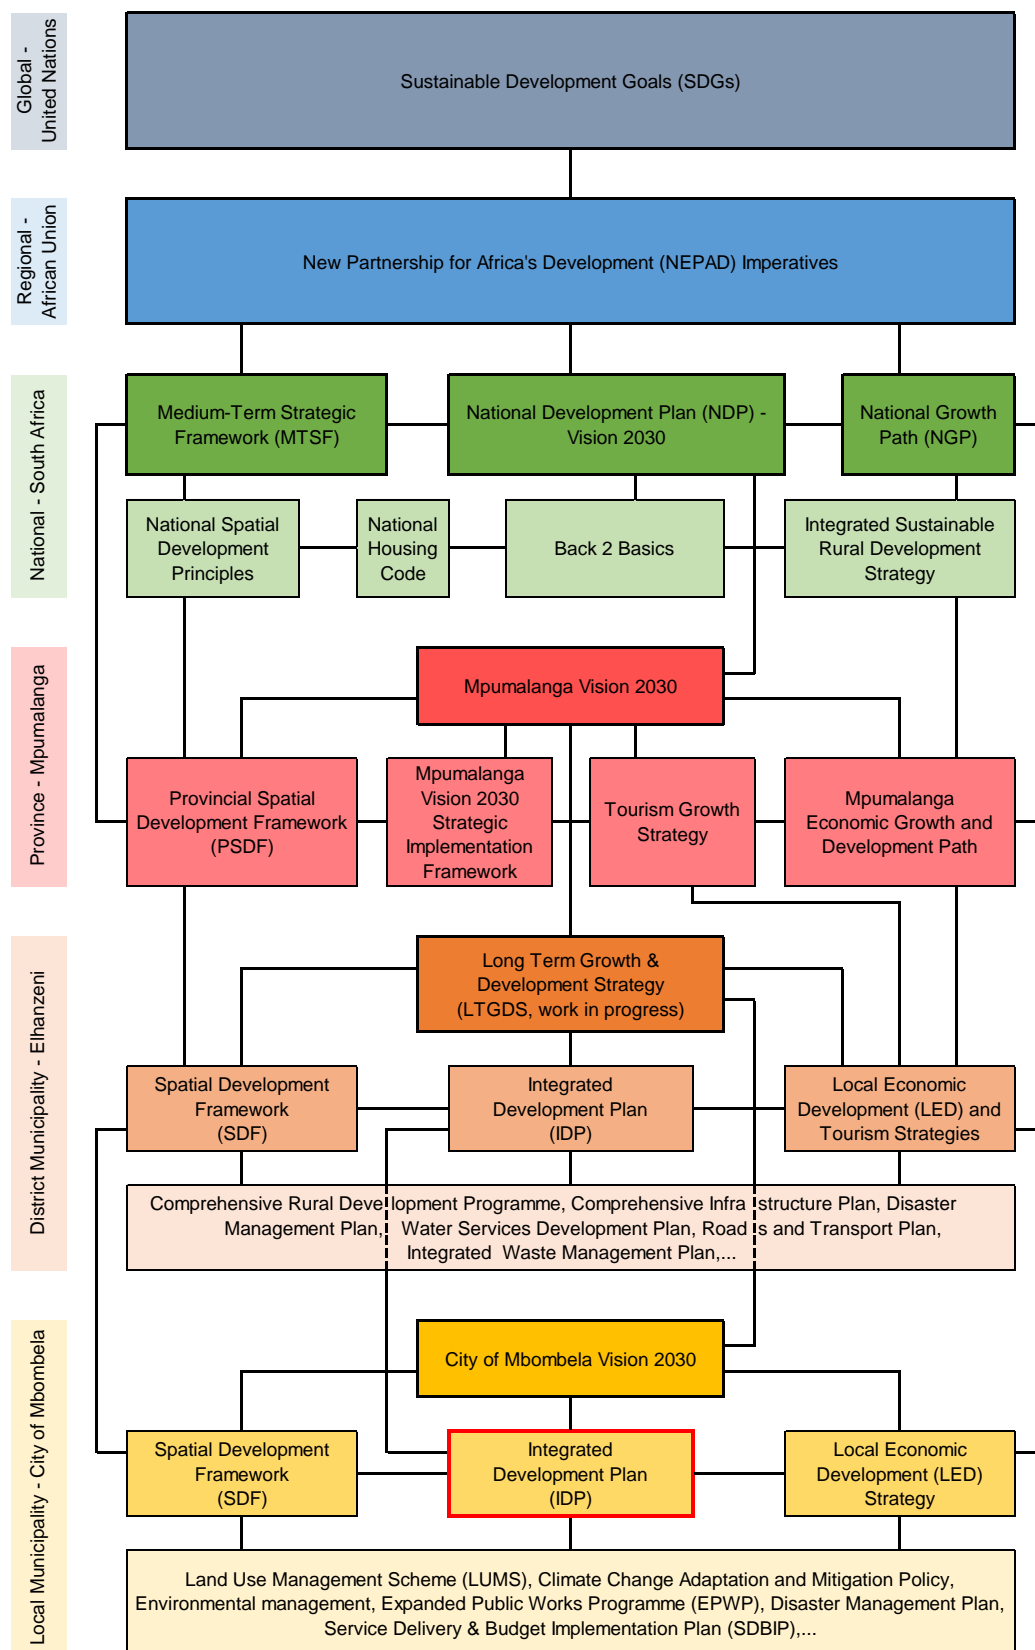 Global -
United Nations
Sustainable Development Goals (SDGs)
Regional -
African Union
New Partnership for Africa's Development (NEPAD) Imperatives
National - South Africa
Medium-Term Strategic
Framework (MTSF)
National Development Plan (NDP) -
Vision 2030
National Growth
Path (NGP)
National Spatial
Development
Principles
National
Housing
Code
Back 2 Basics
Integrated Sustainable
Rural Development
Strategy
Province - Mpumalanga
Mpumalanga Vision 2030
Provincial Spatial
Development Framework
(PSDF)
Mpumalanga
Vision 2030
Strategic
Implementation
Framework
Tourism Growth
Strategy
Mpumalanga
Economic Growth and
Development Path
District Municipality - Elhanzeni
Long Term Growth &
Development Strategy
(LTGDS, work in progress)
Spatial Development
Framework
(SDF)
Integrated
Development Plan
(IDP)
Local Economic
Development (LED) and
Tourism Strategies
Comprehensive Rural Development Programme, Comprehensive Infrastructure Plan, Disaster
Management Plan, Water Services Development Plan, Roads and Transport Plan,
Integrated Waste Management Plan,...
Local Municipality - City of Mbombela
City of Mbombela Vision 2030
Spatial Development
Framework
(SDF)
Integrated
Development Plan
(IDP)
Local Economic
Development (LED)
Strategy
Land Use Management Scheme (LUMS), Climate Change Adaptation and Mitigation Policy,
Environmental management, Expanded Public Works Programme (EPWP), Disaster Management Plan,
Service Delivery & Budget Implementation Plan (SDBIP),...